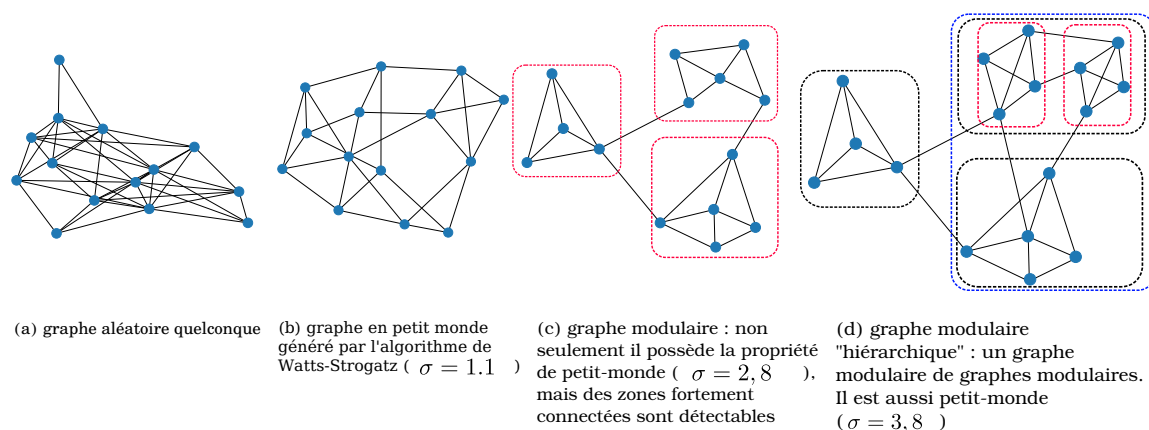 (a) graphe aléatoire quelconque
(b) graphe en petit monde
généré par l'algorithme de
Watts-Strogatz ( σ = 1.1 )
(c) graphe modulaire : non
seulement il possède la propriété
de petit-monde ( σ = 2,8 ),
mais des zones fortement
connectées sont détectables
(d) graphe modulaire
"hiérarchique" : un graphe
modulaire de graphes modulaires.
Il est aussi petit-monde
( σ = 3,8 )